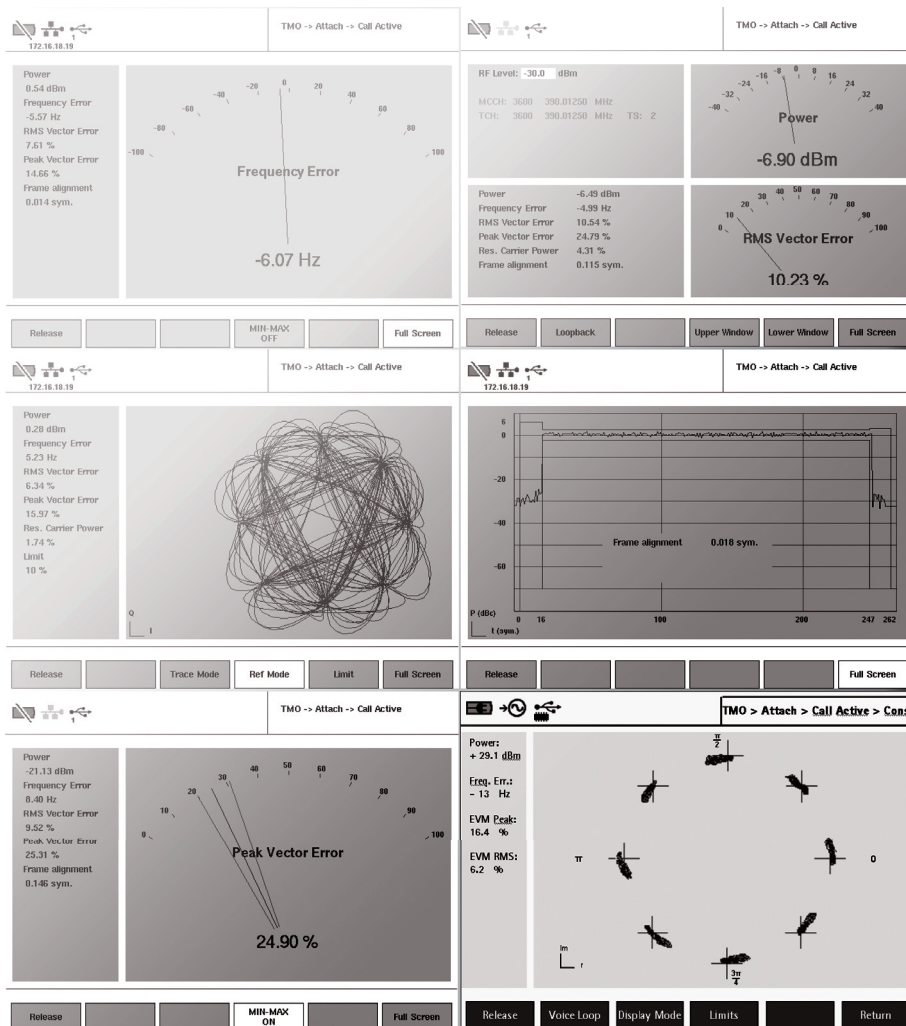 1
172.16.18.19
TMO -> Attach -> Call Active
Power
0.54 dBm
Frequency Error
-5.57 Hz
RMS Vector Error
7.61 %
Peak Vector Error
14.66 %
Frame alignment
0.014 sym.
-100 -80 -60 -40 -20 0 20 40 60 80 100
Frequency Error
-6.07 Hz
Release
MIN-MAX
OFF
Full Screen
1
TMO -> Attach -> Call Active
RF Level: -30.0 dBm
MCCH: 3600 390.01250 MHz
TCH: 3600 390.01250 MHz TS: 2
-40 -32 -24 -16 -8 0 8 16 24 32 40
Power
-6.90 dBm
Power -6.49 dBm
Frequency Error -4.99 Hz
RMS Vector Error 10.54 %
Peak Vector Error 24.79 %
Res. Carrier Power 4.31 %
Frame alignment 0.115 sym.
0 10 20 30 40 50 60 70 80 90 100
RMS Vector Error
10.23 %
Release
Loopback
Upper Window
Lower Window
Full Screen
1
172.16.18.19
TMO -> Attach -> Call Active
Power
0.28 dBm
Frequency Error
5.23 Hz
RMS Vector Error
6.34 %
Peak Vector Error
15.97 %
Res. Carrier Power
1.74 %
Limit
10 %
Q
I
Release
Trace Mode
Ref Mode
Limit
Full Screen
1
172.16.18.19
TMO -> Attach -> Call Active
6
0
-20
-40
-60
Frame alignment 0.018 sym.
P (dBc)
t (sym.)
0 16 100 200 247 262
Release
Full Screen
1
TMO -> Attach -> Call Active
Power
-21.13 dBm
Frequency Error
8.40 Hz
RMS Vector Error
9.52 %
Peak Vector Error
25.31 %
Frame alignment
0.146 sym.
0 10 20 30 40 50 60 70 80 90 100
Peak Vector Error
24.90 %
Release
MIN-MAX
ON
Full Screen
TMO > Attach > Call Active > Cons
Power:
+ 29.1 dBm
Freq. Err.:
- 13 Hz
EVM Peak:
16.4 %
EVM RMS:
6.2 %
π
2
π
0
3π
4
Im
r
Release
Voice Loop
Display Mode
Limits
Return